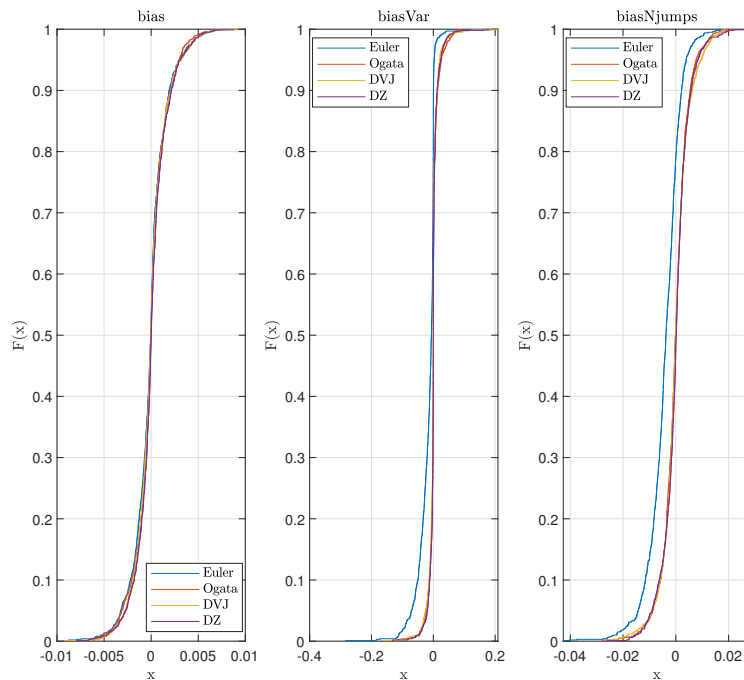 bias
1
0.9
0.8
0.7
0.6
0.5
0.4
0.3
0.2
0.1
0
F(x)
-0.01
-0.005
0
0.005
0.01
x
Euler
Ogata
DVJ
DZ
biasVar
1
0.9
0.8
0.7
0.6
0.5
0.4
0.3
0.2
0.1
0
F(x)
-0.4
-0.2
0
0.2
x
Euler
Ogata
DVJ
DZ
biasNjumps
1
0.9
0.8
0.7
0.6
0.5
0.4
0.3
0.2
0.1
0
F(x)
-0.04
-0.02
0
0.02
x
Euler
Ogata
DVJ
DZ